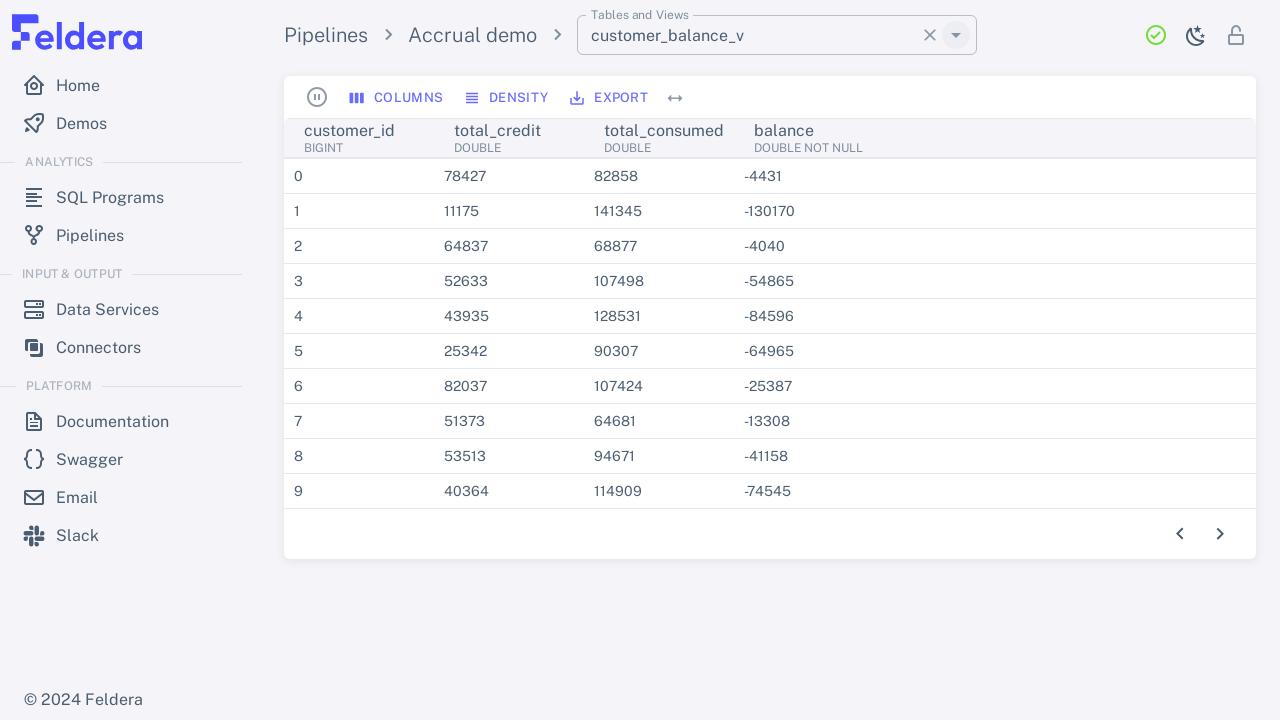 Feldera
Pipelines
Accrual demo
Tables and Views
customer_balance_v
Home
Demos
ANALYTICS
SQL Programs
Pipelines
INPUT & OUTPUT
Data Services
Connectors
PLATFORM
Documentation
Swagger
Email
Slack
© 2024 Feldera
COLUMNS DENSITY EXPORT
customer_id total_credit total_consumed balance
BIGINT DOUBLE DOUBLE DOUBLE NOT NULL
0 78427 82858 -4431
1 11175 141345 -130170
2 64837 68877 -4040
3 52633 107498 -54865
4 43935 128531 -84596
5 25342 90307 -64965
6 82037 107424 -25387
7 51373 64681 -13308
8 53513 94671 -41158
9 40364 114909 -74545